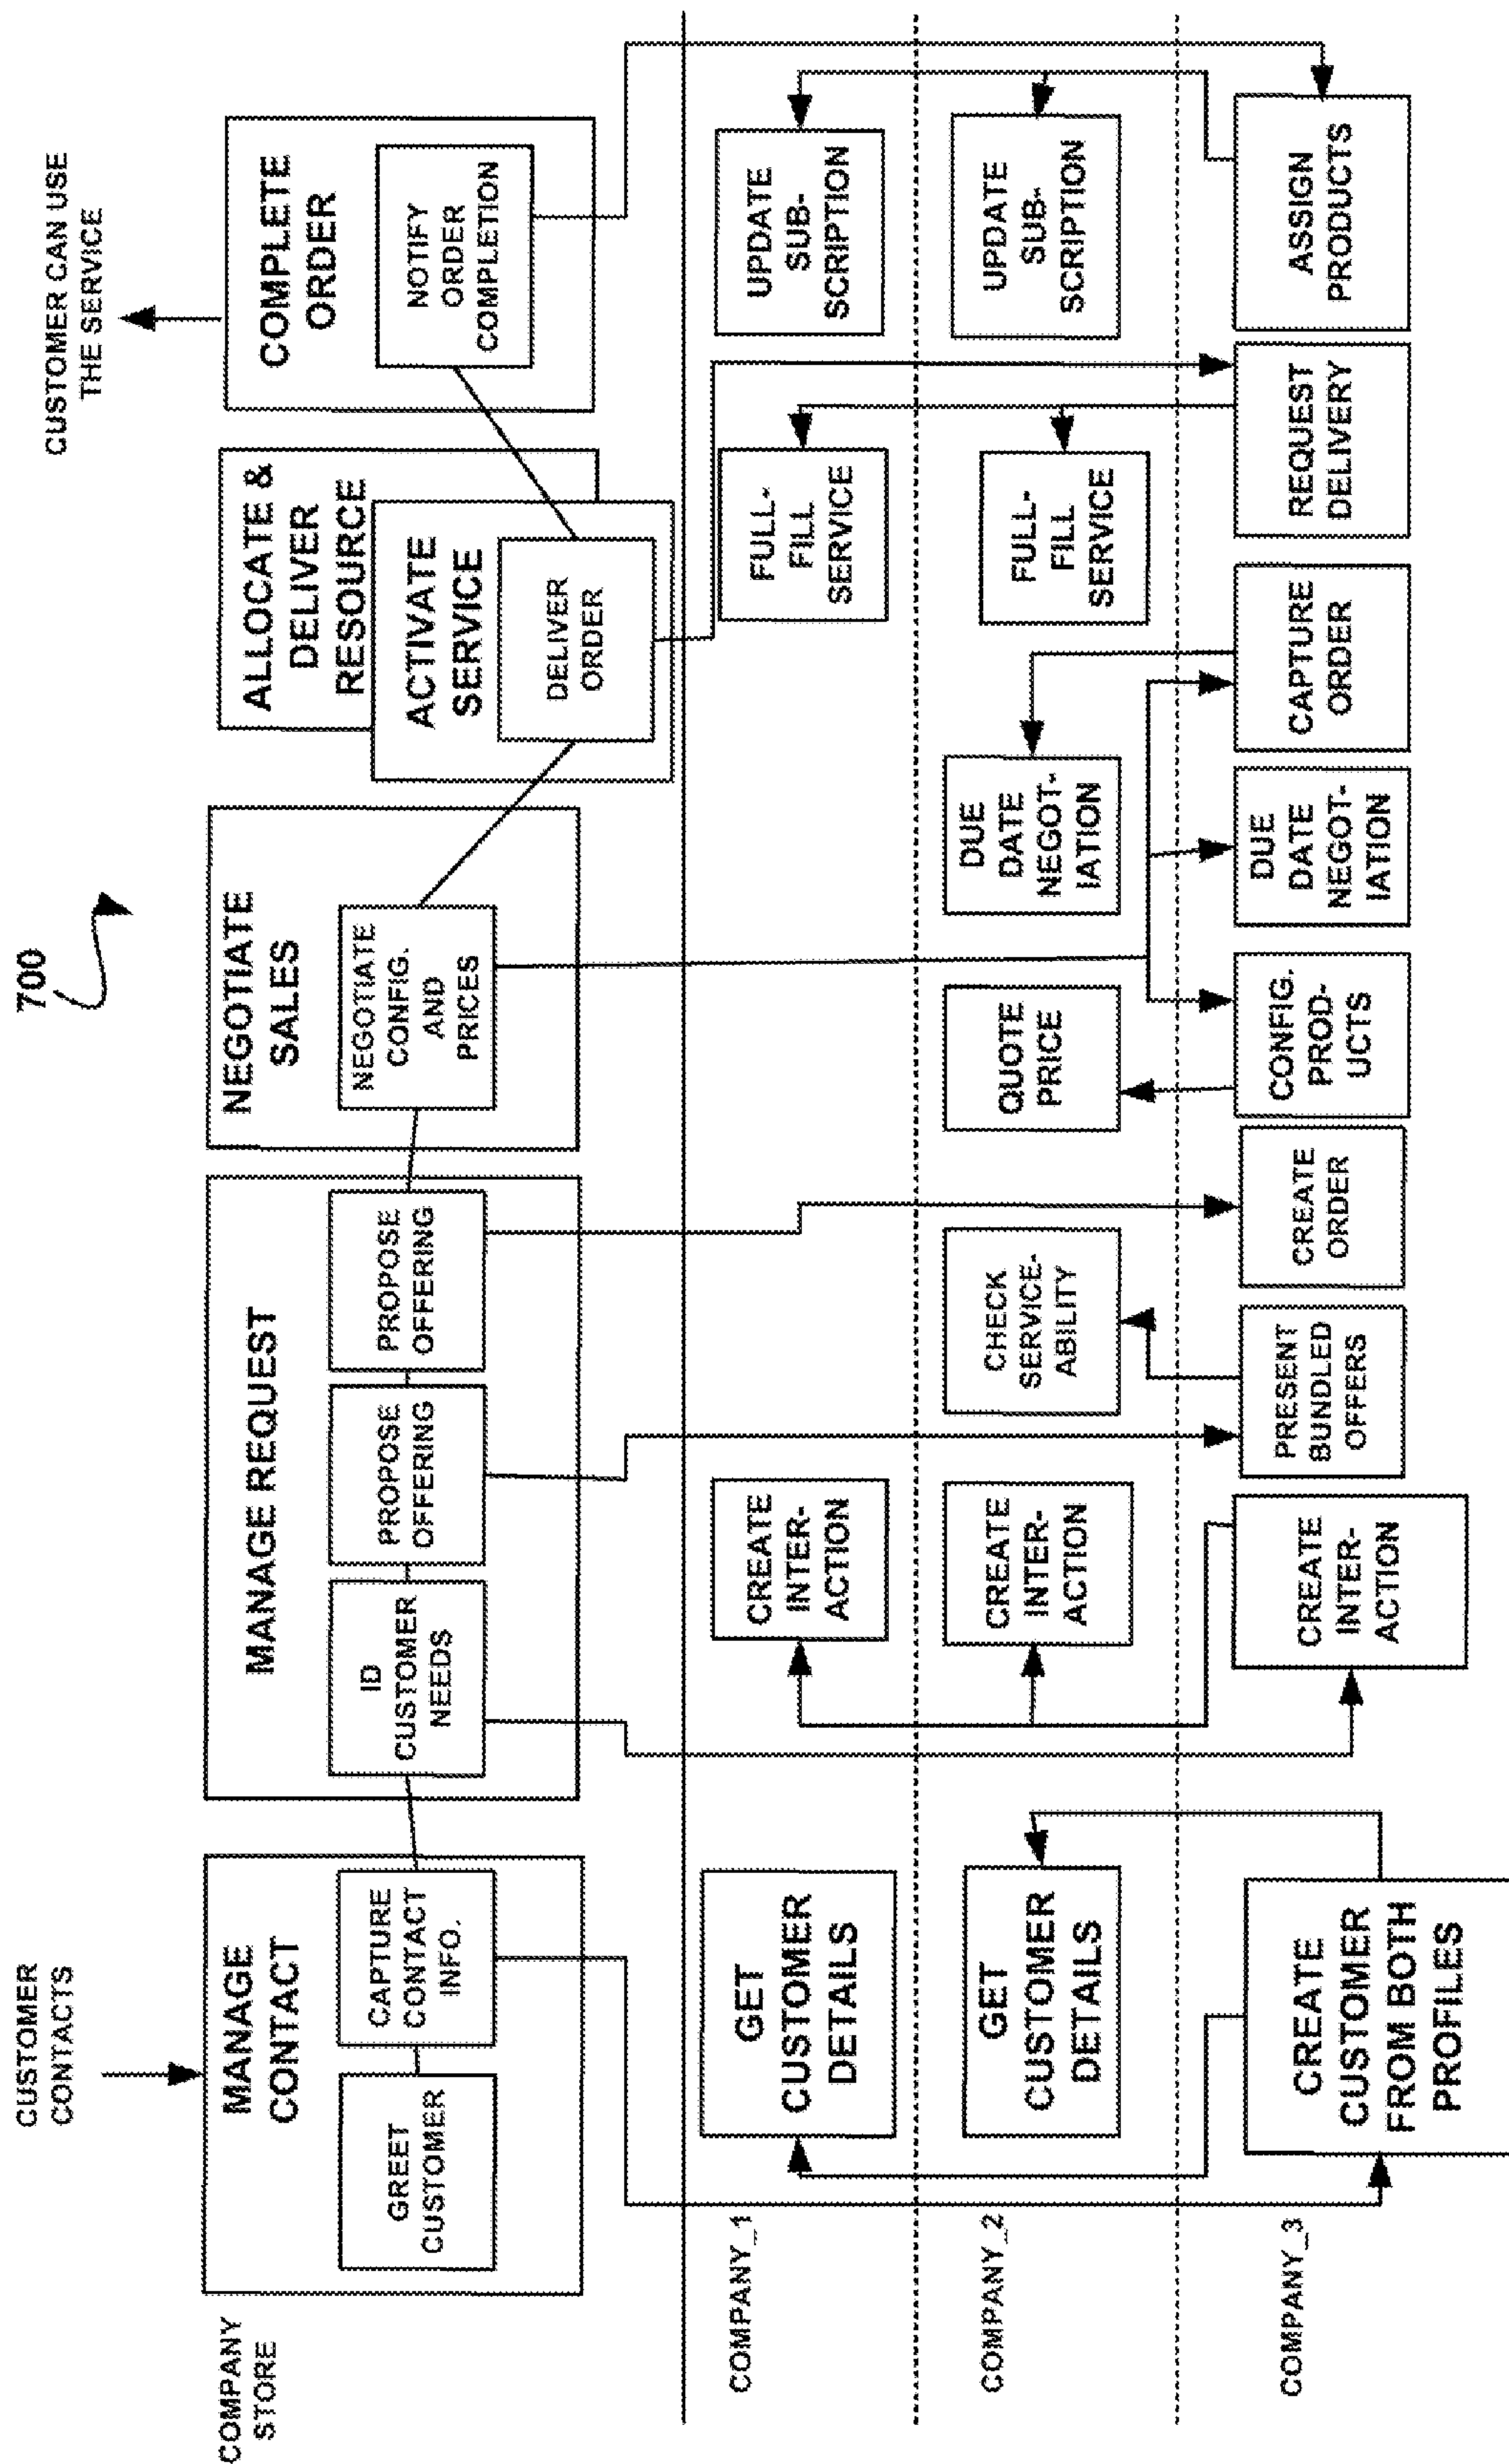 700
CUSTOMER
CONTACTS
CUSTOMER CAN USE
THE SERVICE
COMPANY
STORE
MANAGE
CONTACT
GREET
CUSTOMER
CAPTURE
CONTACT
INFO.
MANAGE REQUEST
ID
CUSTOMER
NEEDS
PROPOSE
OFFERING
PROPOSE
OFFERING
NEGOTIATE
SALES
NEGOTIATE
CONFIG.
AND
PRICES
ALLOCATE &
DELIVER
RESOURCE
ACTIVATE
SERVICE
DELIVER
ORDER
COMPLETE
ORDER
NOTIFY
ORDER
COMPLETION
COMPANY_1
GET
CUSTOMER
DETAILS
CREATE
INTER-
ACTION
FULL-
FILL
SERVICE
UPDATE
SUB-
SCRIPTION
COMPANY_2
GET
CUSTOMER
DETAILS
CREATE
INTER-
ACTION
CHECK
SERVICE-
ABILITY
QUOTE
PRICE
DUE
DATE
NEGOT-
IATION
FULL-
FILL
SERVICE
UPDATE
SUB-
SCRIPTION
COMPANY_3
CREATE
CUSTOMER
FROM BOTH
PROFILES
CREATE
INTER-
ACTION
PRESENT
BUNDLED
OFFERS
CREATE
ORDER
CONFIG.
PROD-
UCTS
DUE
DATE
NEGOT-
IATION
CAPTURE
ORDER
REQUEST
DELIVERY
ASSIGN
PRODUCTS